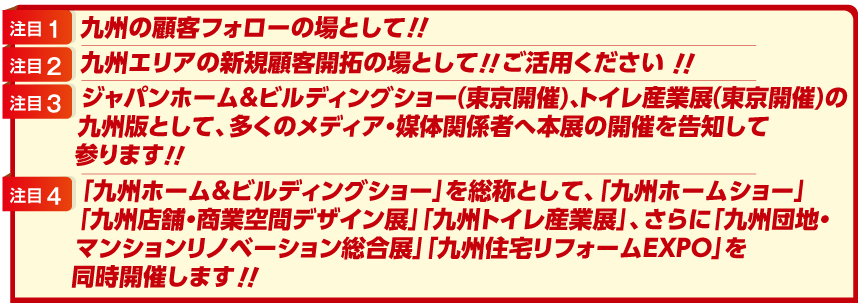 注目1 九州の顧客フォローの場として!!
注目2 九州エリアの新規顧客開拓の場として!!ご活用ください!!
注目3 ジャパンホーム&ビルディングショー(東京開催)、トイレ産業展(東京開催)の
九州版として、多くのメディア・媒体関係者へ本展の開催を告知して
参ります!!
注目4 「九州ホーム&ビルディングショー」を総称として、「九州ホームショー」
「九州店舗・商業空間デザイン展」「九州トイレ産業展」、さらに「九州団地・
マンションリノベーション総合展」「九州住宅リフォームEXPO」を
同時開催します!!